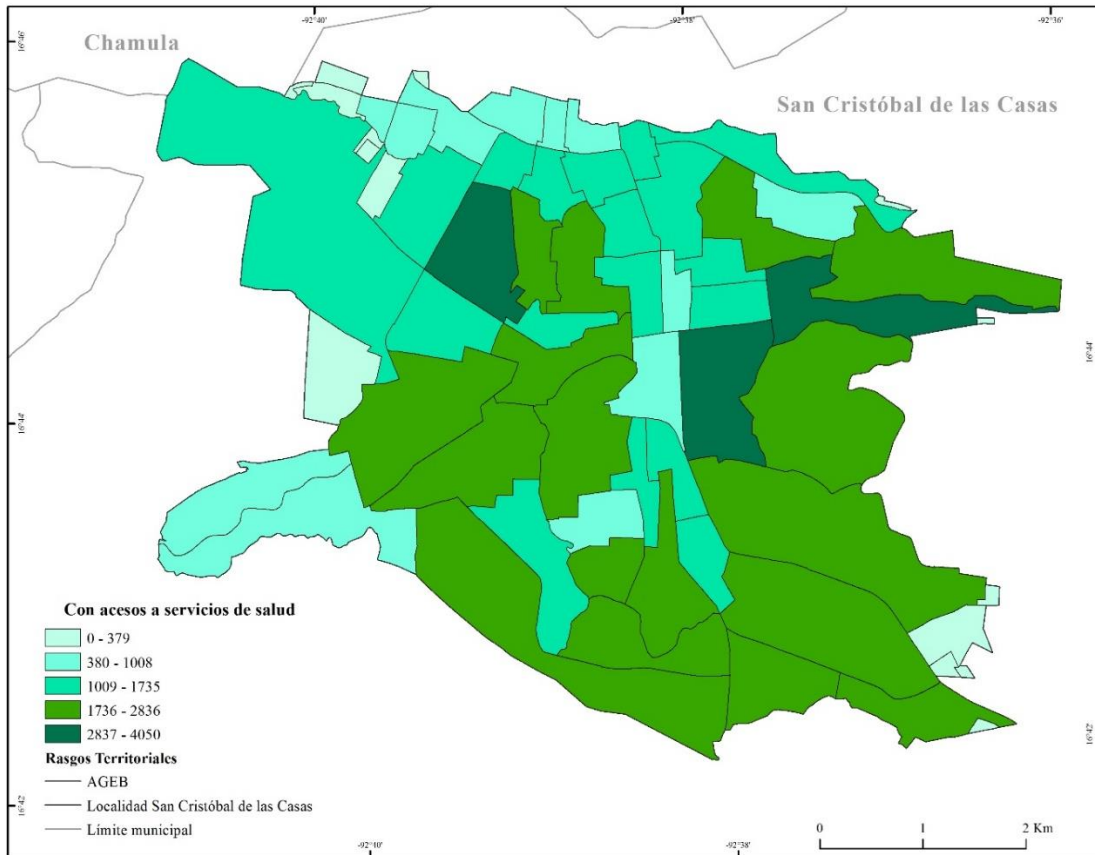 -92°40'
-92°38'
-92°36'
16°46'
Chamula
San Cristóbal de las Casas
16°44'
16°44'
Con acesos a servicios de salud
0 - 379
380 - 1008
1009 - 1735
1736 - 2836
2837 - 4050
Rasgos Territoriales
AGEB
Localidad San Cristóbal de las Casas
Límite municipal
16°42'
16°42'
0 1 2 Km
-92°40'
-92°38'